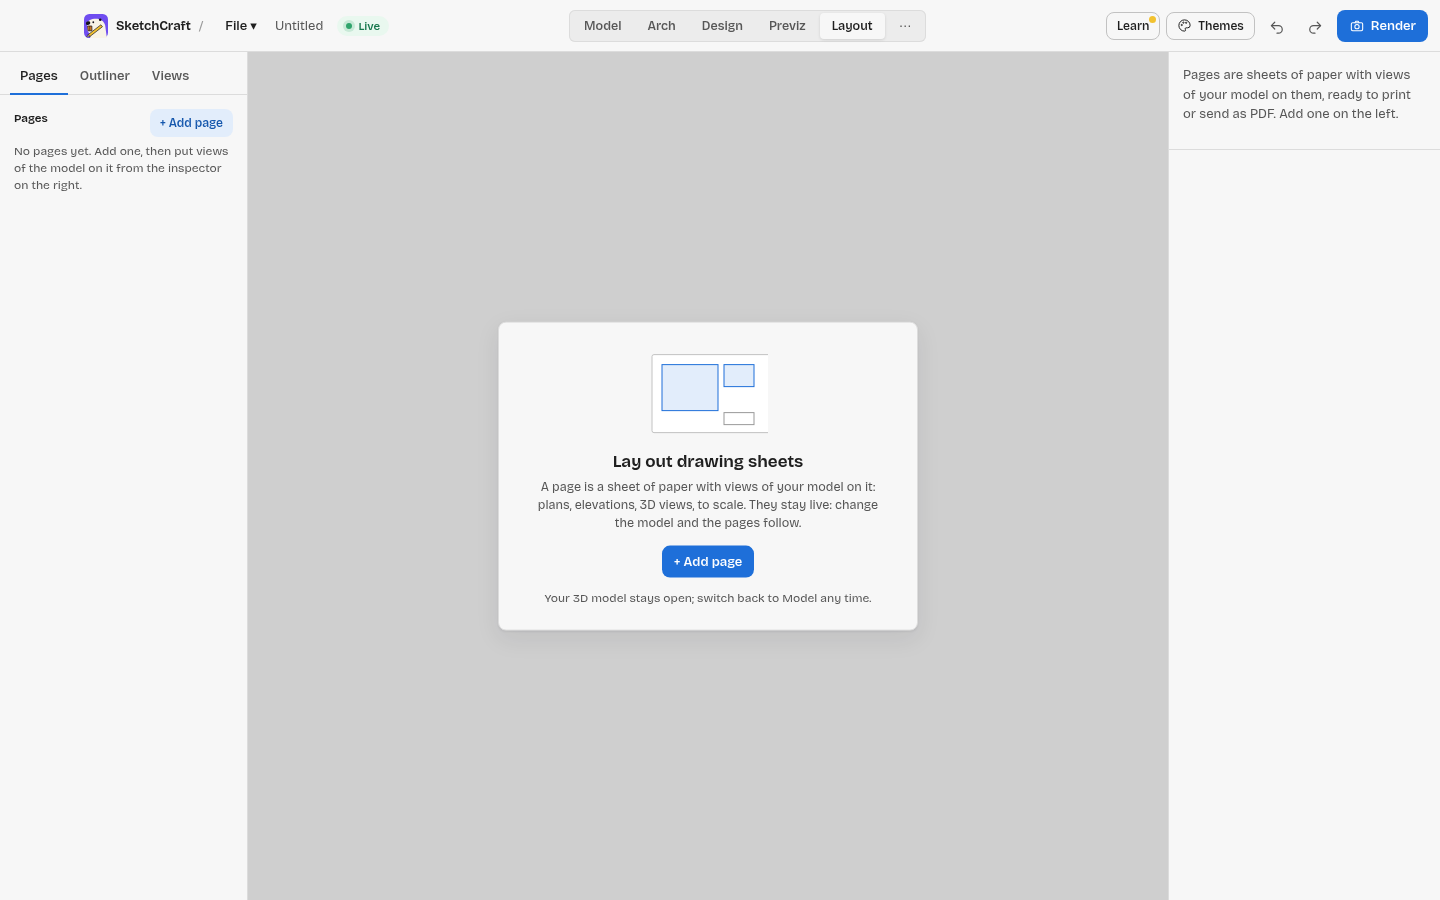 SketchCraft / File ▾ Untitled Live Model Arch Design Previz Layout ··· Learn Themes Render
Pages Outliner Views
Pages + Add page
No pages yet. Add one, then put views
of the model on it from the inspector
on the right.
Lay out drawing sheets
A page is a sheet of paper with views of your model on it:
plans, elevations, 3D views, to scale. They stay live: change
the model and the pages follow.
+ Add page
Your 3D model stays open; switch back to Model any time.
Pages are sheets of paper with views
of your model on them, ready to print
or send as PDF. Add one on the left.